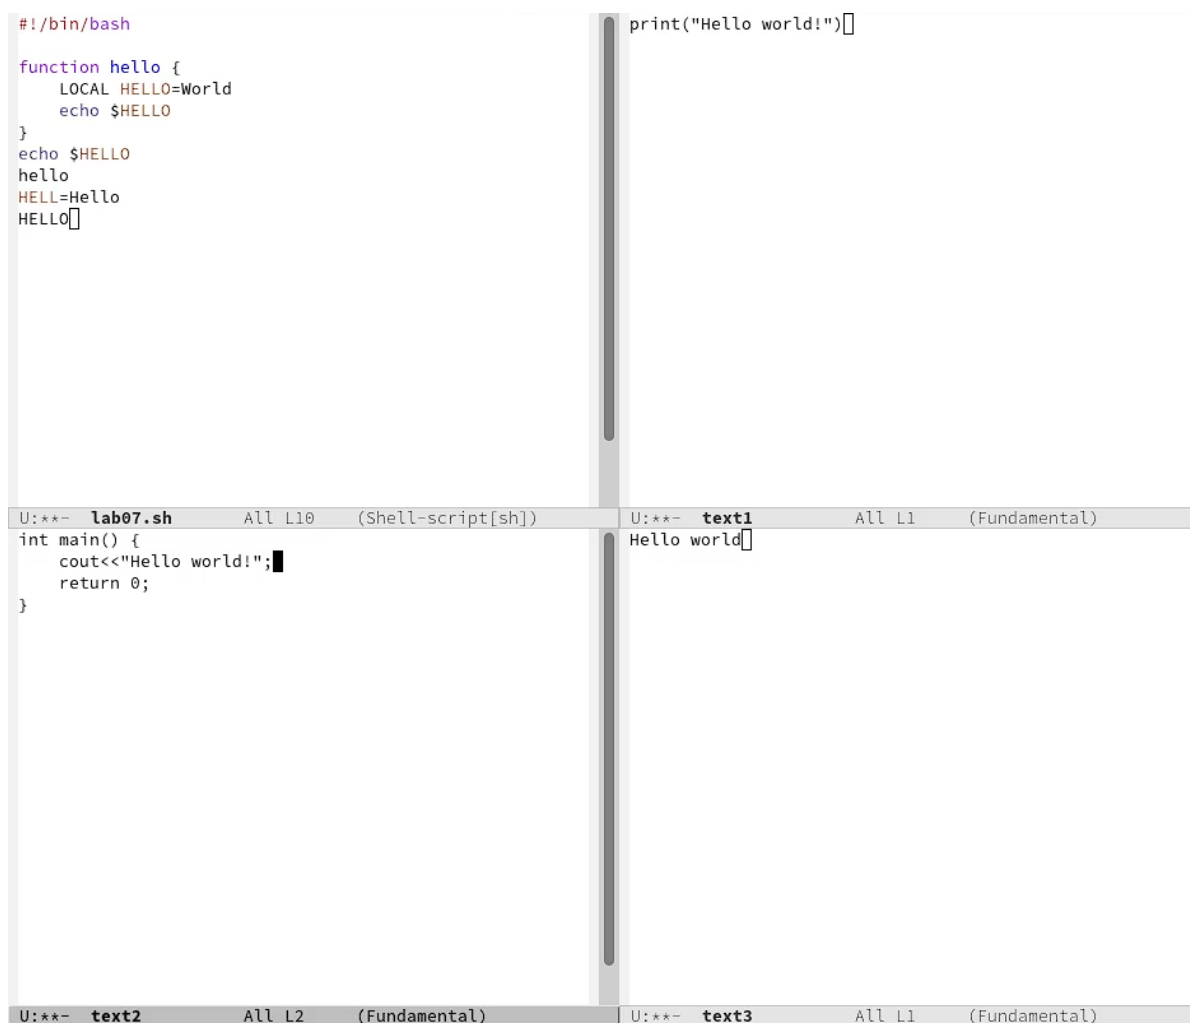 #!/bin/bash
function hello {
    LOCAL HELLO=World
    echo $HELLO
}
echo $HELLO
hello
HELL=Hello
HELLO
U:**-  lab07.sh       All L10    (Shell-script[sh])
print("Hello world!")
U:**-  text1          All L1     (Fundamental)
int main() {
    cout<<"Hello world!";
    return 0;
}
U:**-  text2          All L2     (Fundamental)
Hello world
U:**-  text3          All L1     (Fundamental)